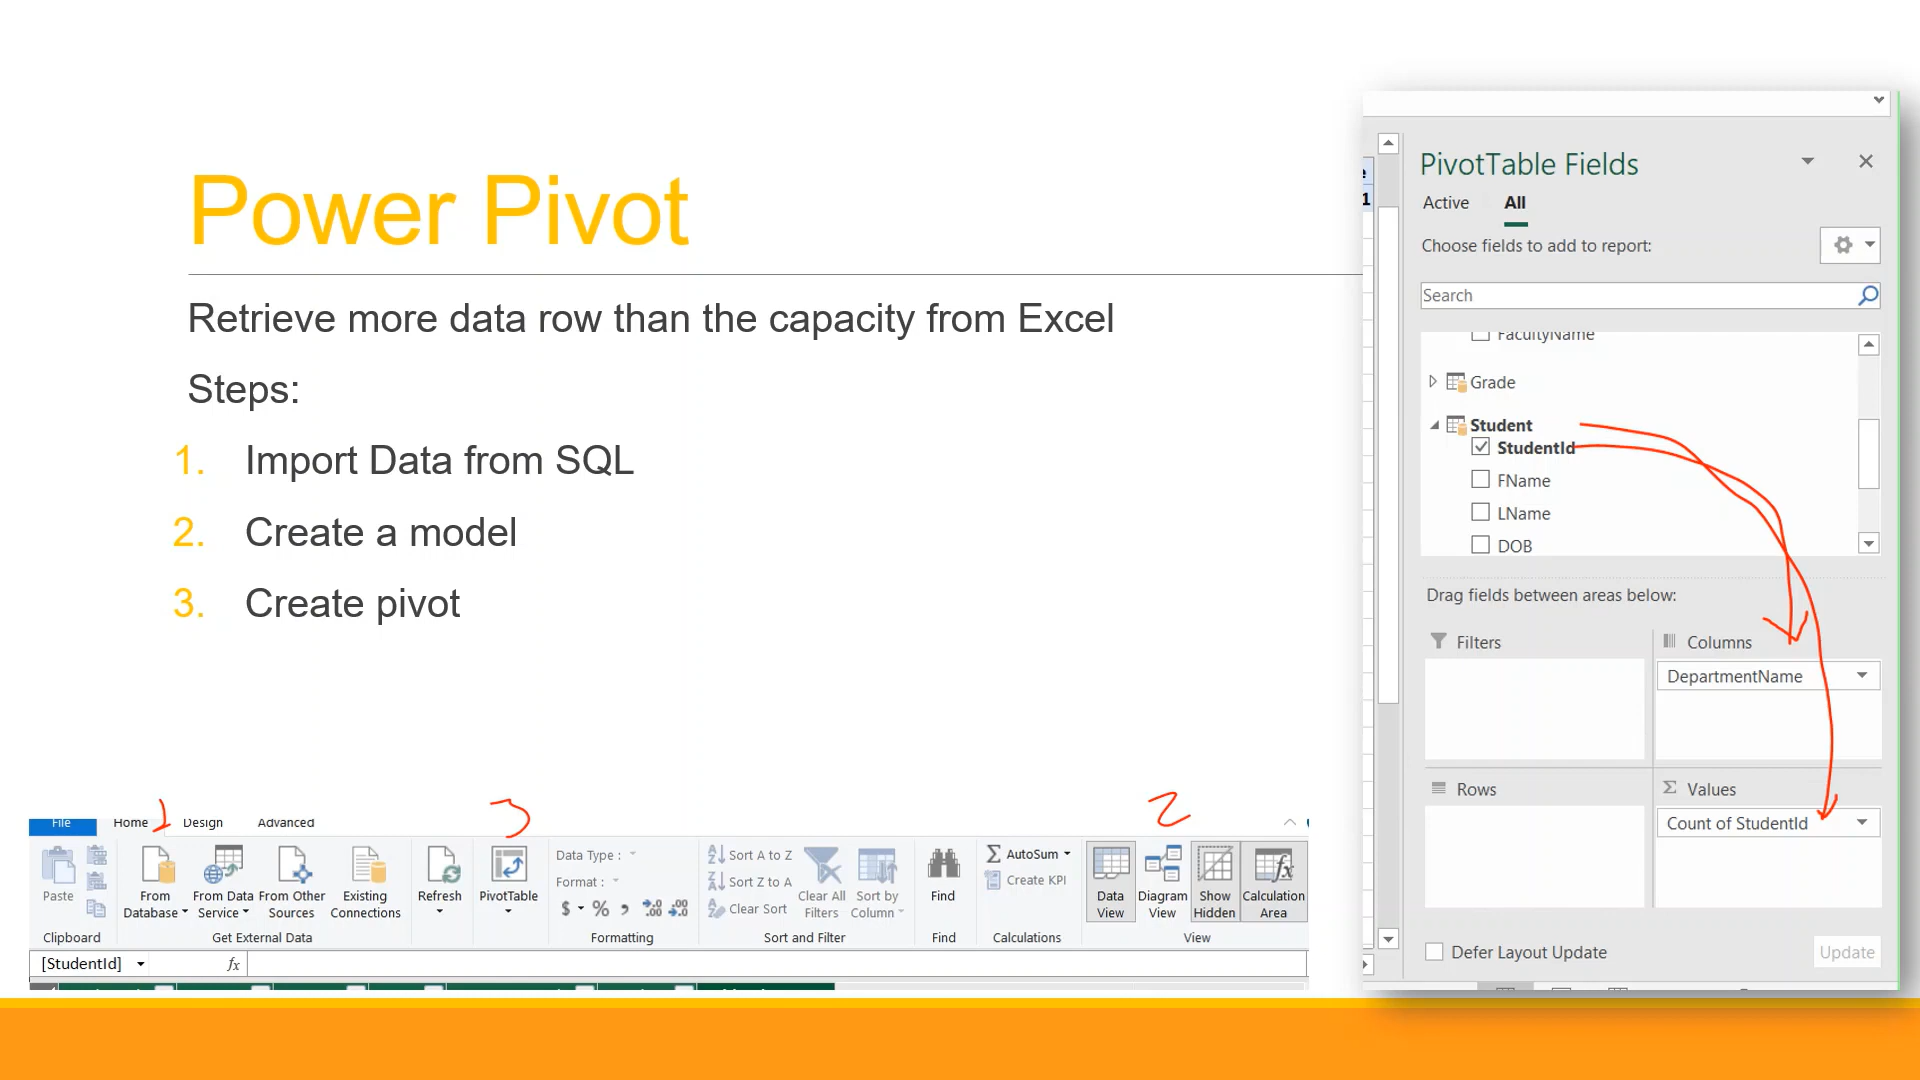 Power Pivot
Retrieve more data row than the capacity from Excel
Steps:
1. Import Data from SQL
2. Create a model
3. Create pivot
1
3
2
File Home Design Advanced
Paste
Clipboard
From Database
From Data Service
From Other Sources
Existing Connections
Get External Data
Refresh
PivotTable
Data Type :
Format :
$ % ,
.00
.00
Formatting
Sort A to Z
Sort Z to A
Clear Sort
Clear All Filters
Sort by Column
Sort and Filter
Find
Find
AutoSum
Create KPI
Calculations
Data View
Diagram View
Show Hidden
Calculation Area
View
[StudentId]
fx
e
1
PivotTable Fields
Active All
Choose fields to add to report:
Search
FacultyName
Grade
Student
StudentId
FName
LName
DOB
Drag fields between areas below:
Filters
Columns
DepartmentName
Rows
Σ Values
Count of StudentId
Defer Layout Update
Update